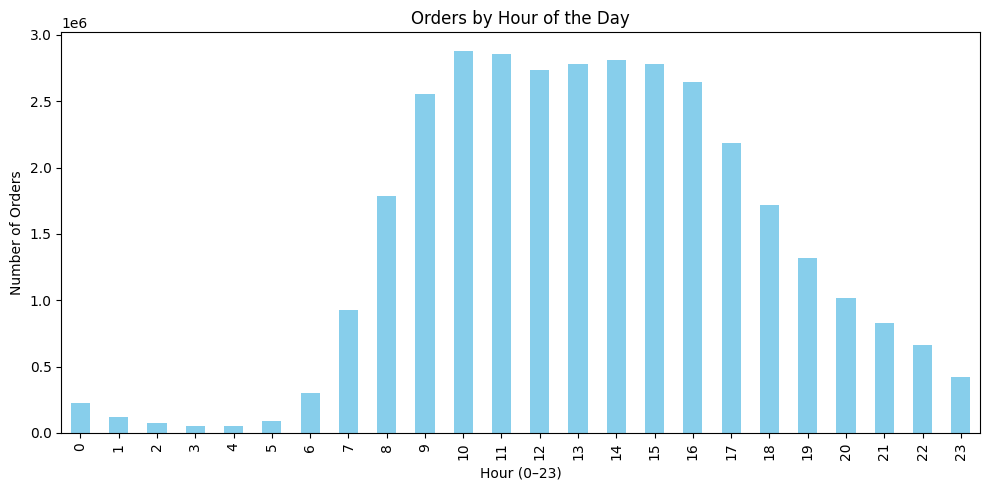 Orders by Hour of the Day
1e6
3.0
2.5
2.0
1.5
1.0
0.5
0.0
Number of Orders
0 1 2 3 4 5 6 7 8 9 10 11 12 13 14 15 16 17 18 19 20 21 22 23
Hour (0–23)